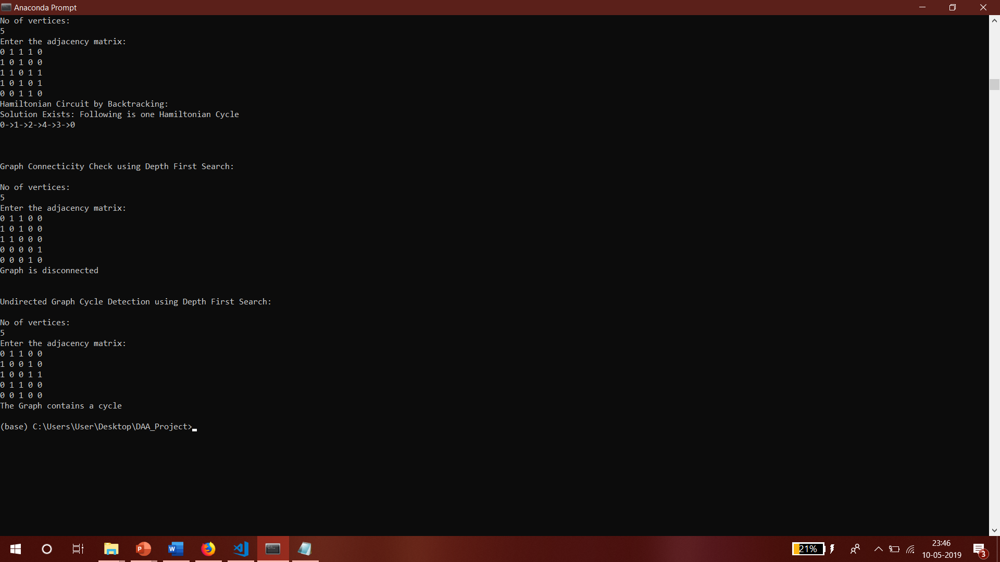 Anaconda Prompt
No of vertices:
5
Enter the adjacency matrix:
0 1 1 1 0
1 0 1 0 0
1 1 0 1 1
1 0 1 0 1
0 0 1 1 0
Hamiltonian Circuit by Backtracking:
Solution Exists: Following is one Hamiltonian Cycle
0->1->2->4->3->0
Graph Connecticity Check using Depth First Search:
No of vertices:
5
Enter the adjacency matrix:
0 1 1 0 0
1 0 1 0 0
1 1 0 0 0
0 0 0 0 1
0 0 0 1 0
Graph is disconnected
Undirected Graph Cycle Detection using Depth First Search:
No of vertices:
5
Enter the adjacency matrix:
0 1 1 0 0
1 0 0 1 0
1 0 0 1 1
0 1 1 0 0
0 0 1 0 0
The Graph contains a cycle
(base) C:\Users\User\Desktop\DAA_Project>
21%
23:46
10-05-2019
3